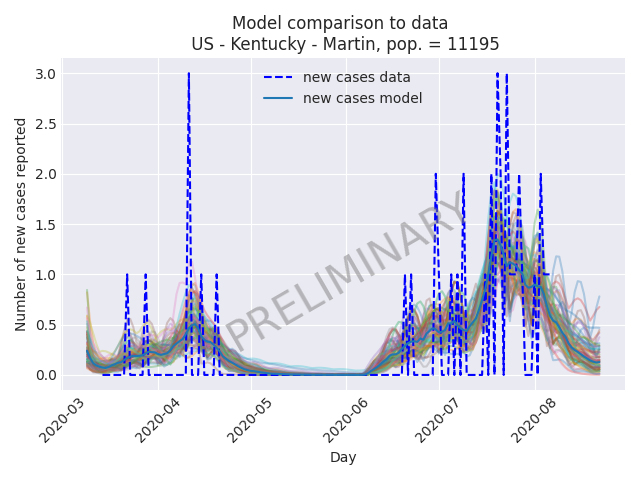 Model comparison to data
US - Kentucky - Martin, pop. = 11195
new cases data
new cases model
Number of new cases reported
3.0
2.5
2.0
1.5
1.0
0.5
0.0
PRELIMINARY
2020-03
2020-04
2020-05
2020-06
2020-07
2020-08
Day